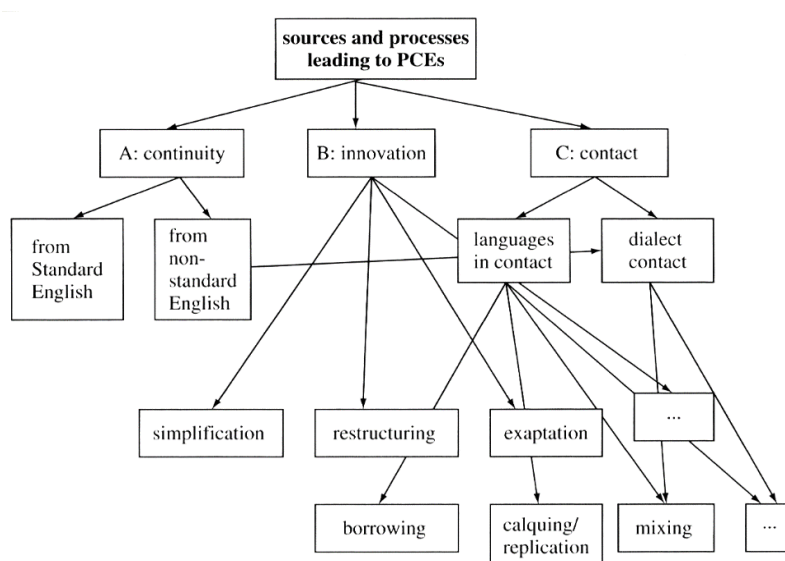 sources and processes
leading to PCEs
A: continuity
B: innovation
C: contact
from
Standard
English
from
non-
standard
English
languages
in contact
dialect
contact
simplification
restructuring
exaptation
...
borrowing
calquing/
replication
mixing
...